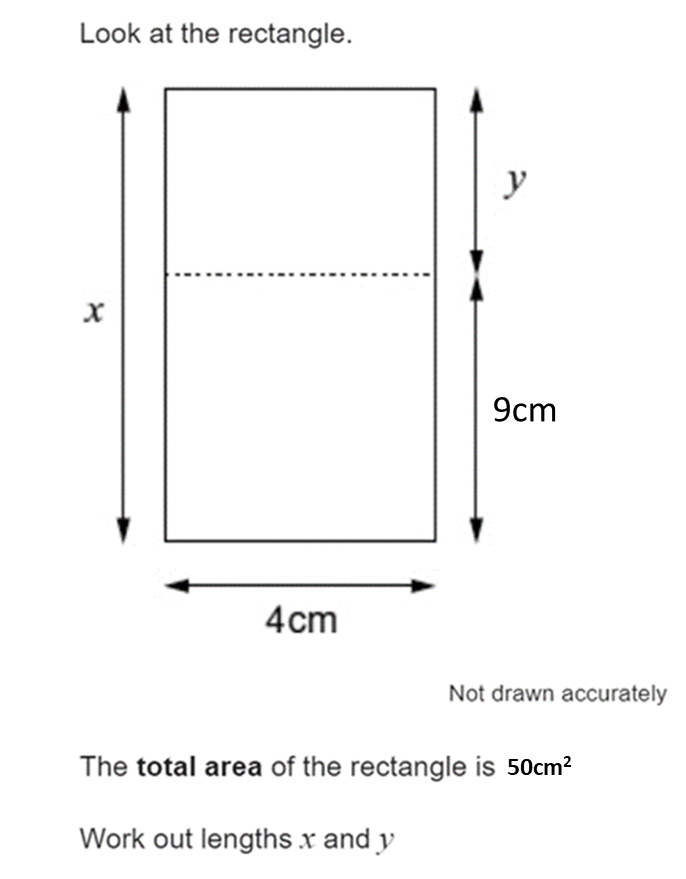 Look at the rectangle.
y
x
9cm
4cm
Not drawn accurately
The total area of the rectangle is 50cm²
Work out lengths x and y